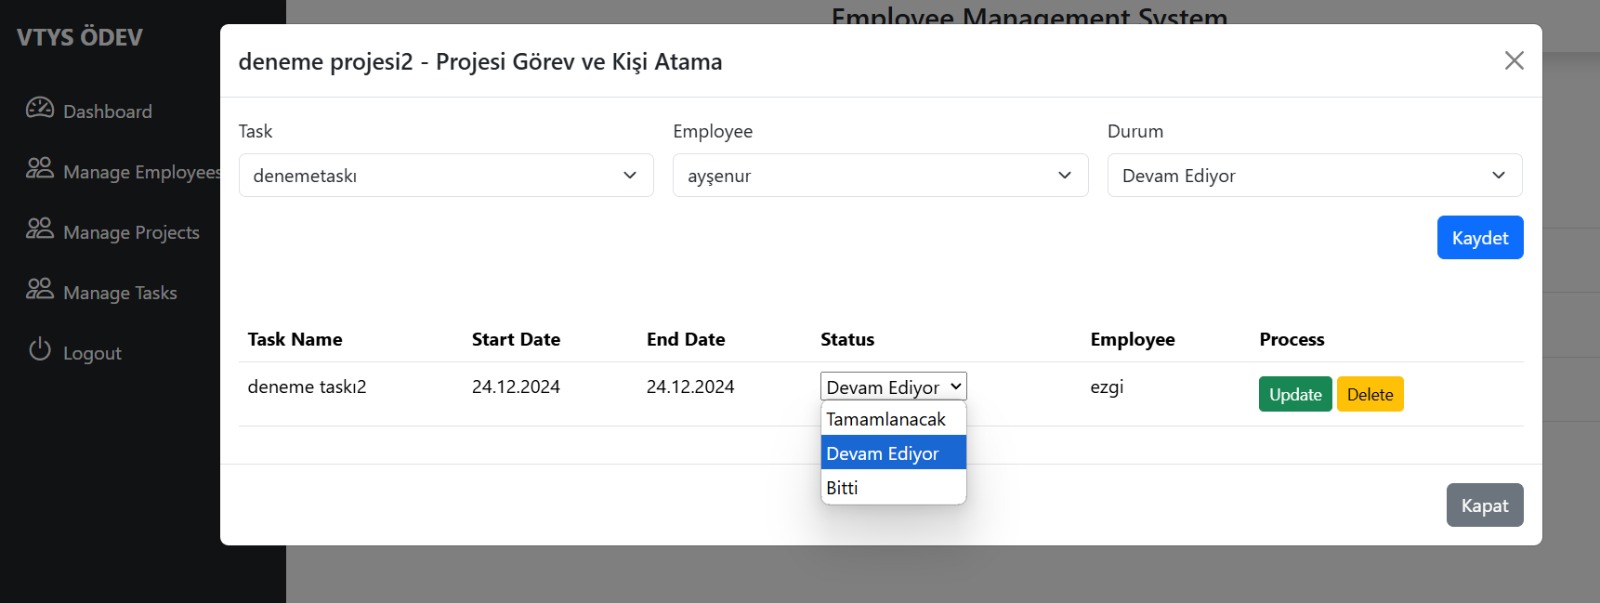 Employee Management System
VTYS ÖDEV
Dashboard
Manage Employees
Manage Projects
Manage Tasks
Logout
deneme projesi2 - Projesi Görev ve Kişi Atama
Task Employee Durum
denemetaskı ayşenur Devam Ediyor
Kaydet
Task Name Start Date End Date Status Employee Process
deneme taskı2 24.12.2024 24.12.2024 Devam Ediyor ezgi Update Delete
Tamamlanacak
Devam Ediyor
Bitti
Kapat